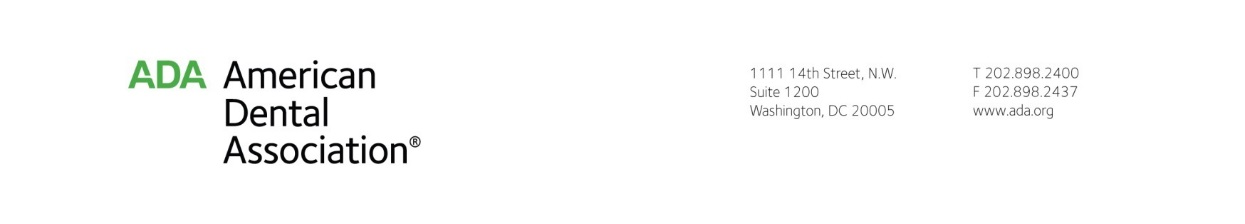 ADA American
Dental
Association®
1111 14th Street, N.W.
Suite 1200
Washington, DC 20005
T 202.898.2400
F 202.898.2437
www.ada.org